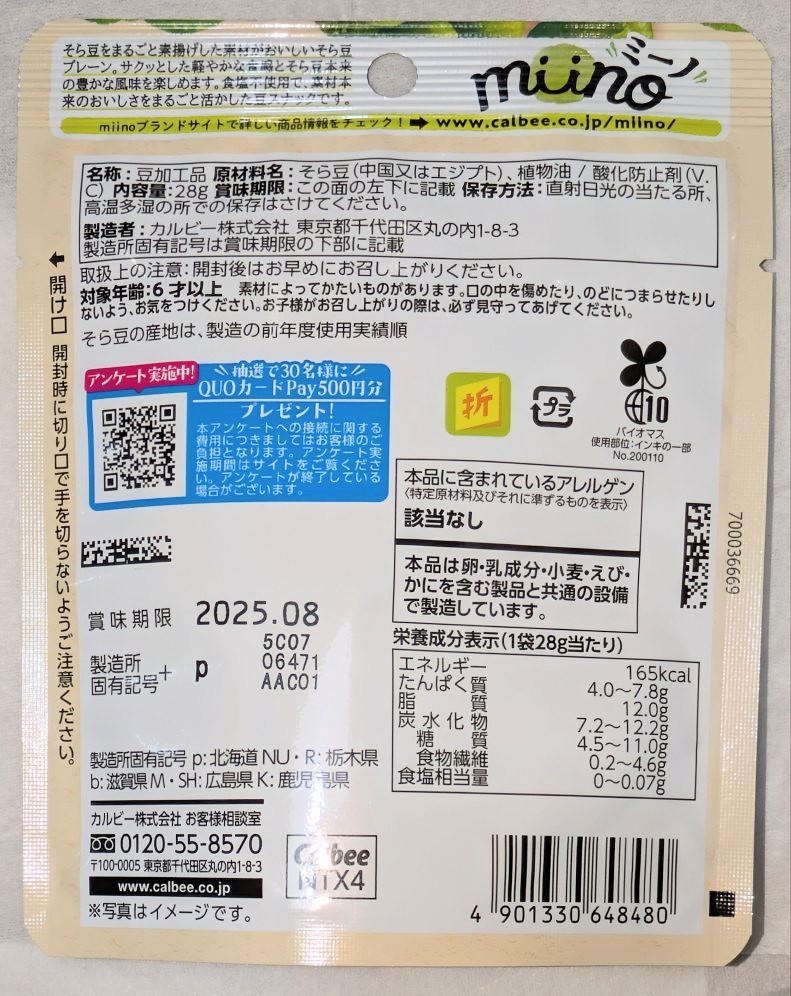 そら豆をまるごと素揚げした素材がおいしいそら豆
プレーン。サクッとした軽やかな食感とそら豆本来
の豊かな風味を楽しめます。食塩不使用で、素材本
来のおいしさをまるごと活かした豆スナックです。
miino
ミーノ
miinoブランドサイトで詳しい商品情報をチェック! ➡ www.calbee.co.jp/miino/
名称:豆加工品 原材料名:そら豆(中国又はエジプト)、植物油/酸化防止剤(V.
C) 内容量:28g 賞味期限:この面の左下に記載 保存方法:直射日光の当たる所、
高温多湿の所での保存はさけてください。
製造者:カルビー株式会社 東京都千代田区丸の内1-8-3
製造所固有記号は賞味期限の下部に記載
取扱上の注意:開封後はお早めにお召し上がりください。
対象年齢:6才以上 素材によってかたいものがあります。口の中を傷めたり、のどにつまらせたりし
ないよう、お気をつけください。お子様がお召し上がりの際は、必ず見守ってあげてください。
そら豆の産地は、製造の前年度使用実績順
←開け口 開封時に切り口で手を切らないようご注意ください。
アンケート実施中!
抽選で30名様に
QUOカードPay500円分
プレゼント!
本アンケートへの接続に関する
費用につきましてはお客様のご
負担となります。アンケート実
施期間はサイトをご覧くださ
い。アンケートが終了している
場合がございます。
折
プラ
10
バイオマス
使用部位:インキの一部
No.200110
本品に含まれているアレルゲン
〈特定原材料及びそれに準ずるものを表示〉
該当なし
本品は卵・乳成分・小麦・えび・
かにを含む製品と共通の設備
で製造しています。
700036669
賞味期限 2025.08
5C07
製造所
固有記号+ p 06471
AAC01
栄養成分表示(1袋28g当たり)
エネルギー 165kcal
たんぱく質 4.0〜7.8g
脂質 12.0g
炭水化物 7.2〜12.2g
糖質 4.5〜11.0g
食物繊維 0.2〜4.6g
食塩相当量 0〜0.07g
製造所固有記号 p:北海道 NU・R:栃木県
b:滋賀県 M・SH:広島県 K:鹿児島県
カルビー株式会社 お客様相談室
0120-55-8570
〒100-0005 東京都千代田区丸の内1-8-3
www.calbee.co.jp
※写真はイメージです。
Calbee
NTX4
4 901330 648480